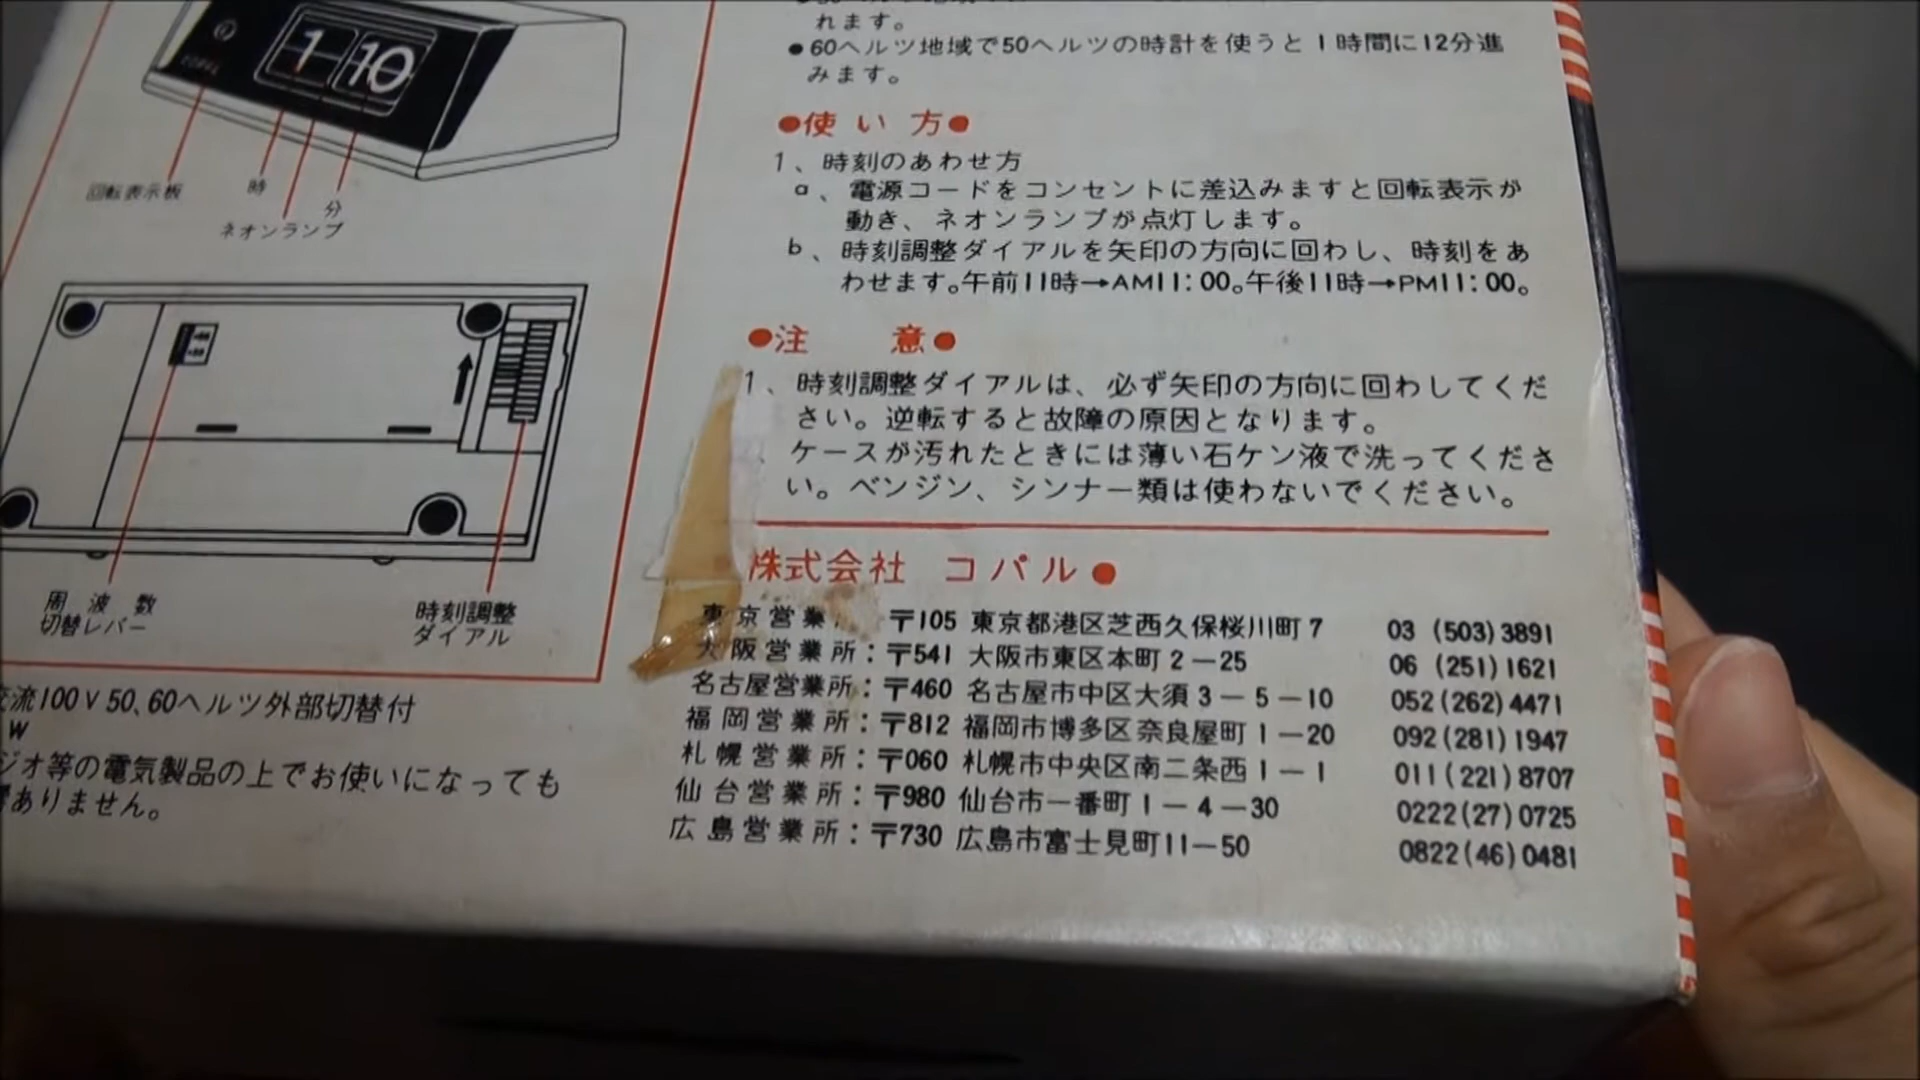 1 10
COPAL
回転表示板
時
分
ネオンランプ
周波数
切替レバー
時刻調整
ダイアル
流100V 50、60ヘルツ外部切替付
W
ジオ等の電気製品の上でお使いになっても
ありません。
れます。
●60ヘルツ地域で50ヘルツの時計を使うと1時間に12分進
みます。
●使い方●
1、時刻のあわせ方
a、電源コードをコンセントに差込みますと回転表示が
動き、ネオンランプが点灯します。
b、時刻調整ダイアルを矢印の方向に回わし、時刻をあ
わせます。午前11時→AM11:00。午後11時→PM11:00。
●注 意●
1、時刻調整ダイアルは、必ず矢印の方向に回わしてくだ
さい。逆転すると故障の原因となります。
ケースが汚れたときには薄い石ケン液で洗ってくださ
い。ベンジン、シンナー類は使わないでください。
株式会社 コパル●
東京営業 〒105 東京都港区芝西久保桜川町7 03 (503) 3891
大阪営業所:〒541 大阪市東区本町2-25 06 (251) 1621
名古屋営業所:〒460 名古屋市中区大須3-5-10 052 (262) 4471
福岡営業所:〒812 福岡市博多区奈良屋町1-20 092 (281) 1947
札幌営業所:〒060 札幌市中央区南二条西1-1 011 (221) 8707
仙台営業所:〒980 仙台市一番町1-4-30 0222 (27) 0725
広島営業所:〒730 広島市富士見町11-50 0822 (46) 0481